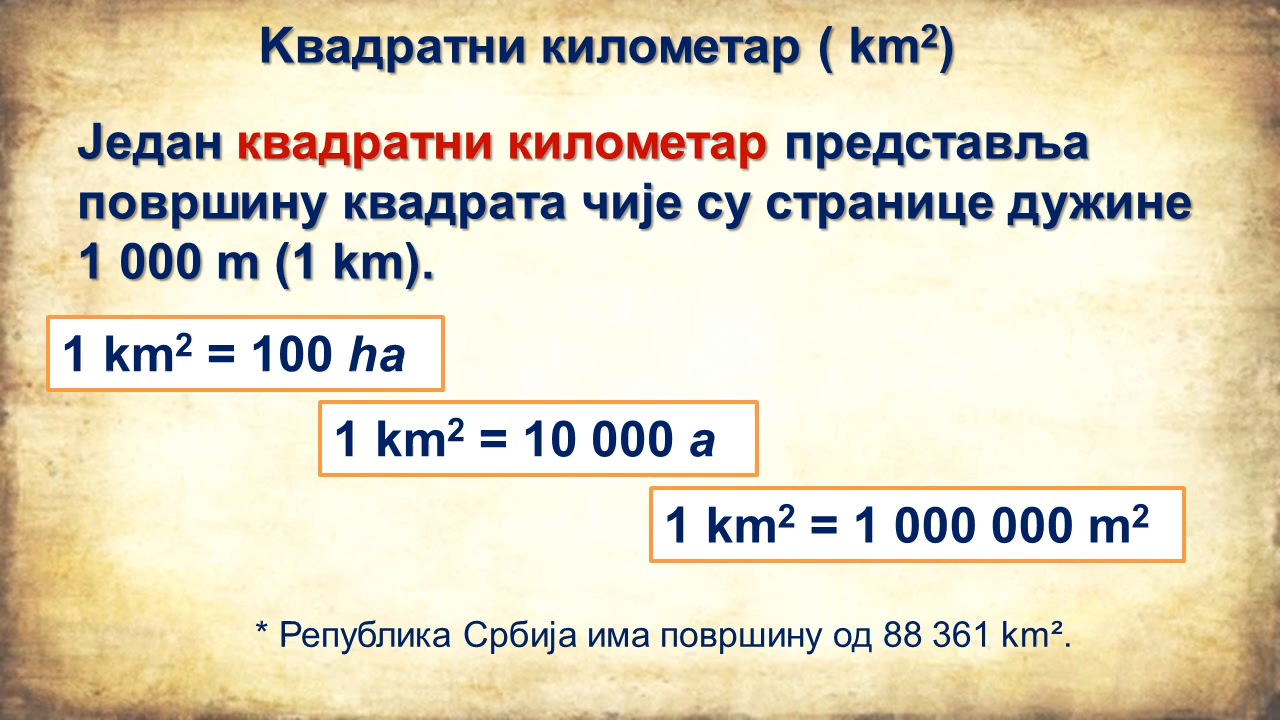 Квадратни километар ( km²)
Један квадратни километар представља
површину квадрата чије су странице дужине
1 000 m (1 km).
1 km² = 100 ha
1 km² = 10 000 a
1 km² = 1 000 000 m²
* Република Србија има површину од 88 361 km².